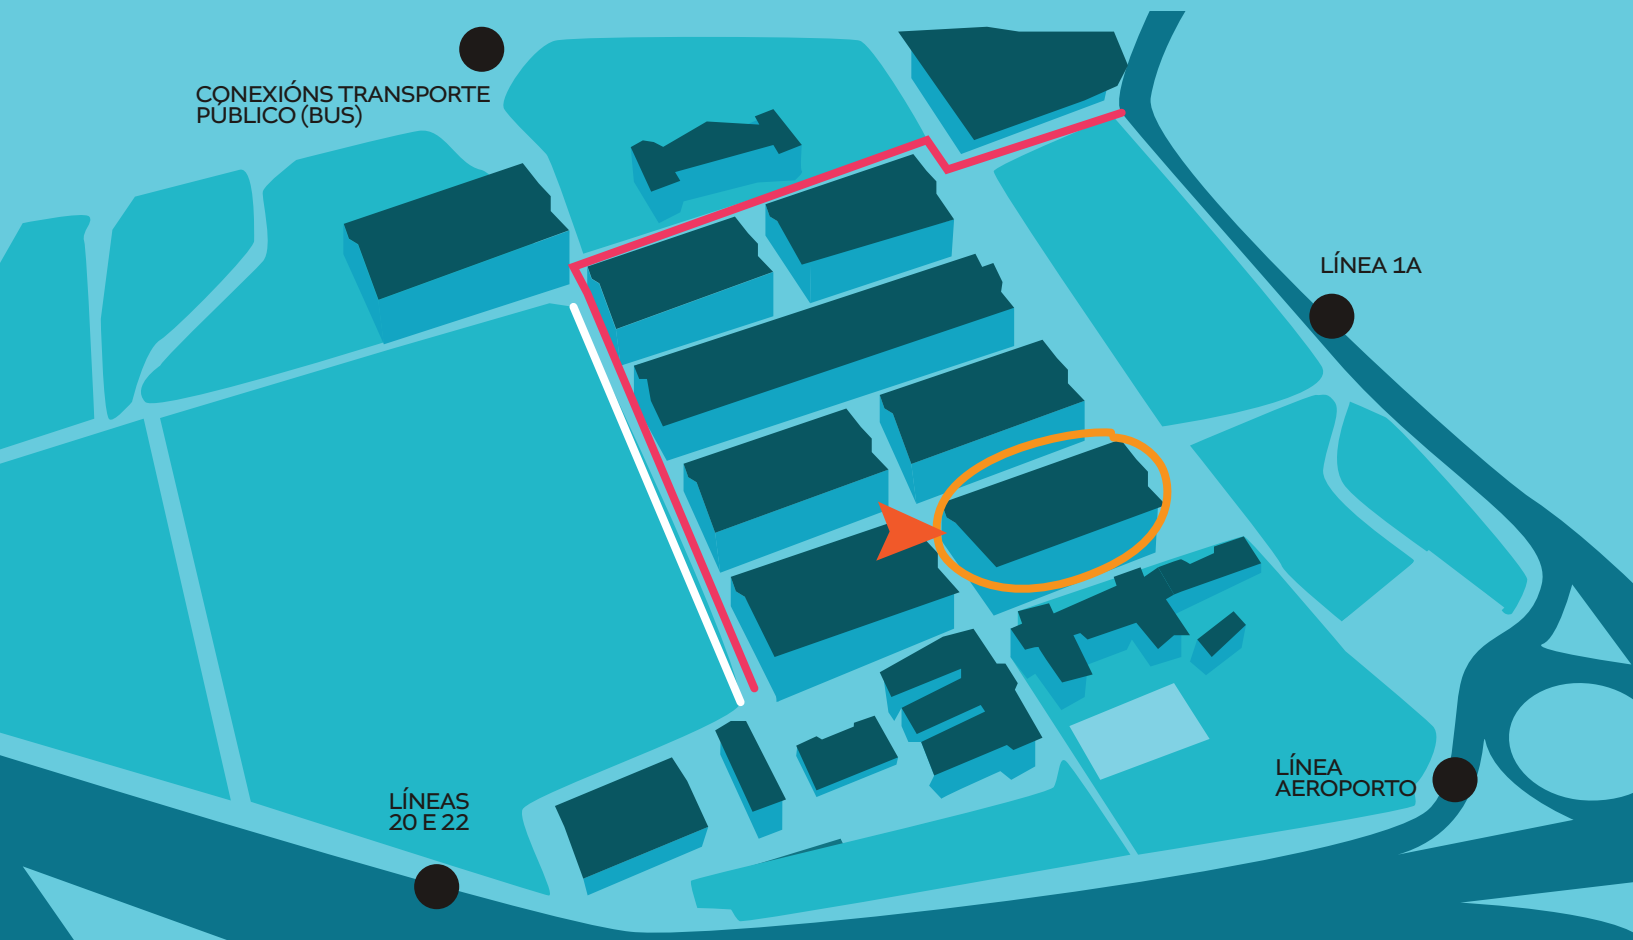 CONEXIÓNS TRANSPORTE
PÚBLICO (BUS)
LÍNEA 1A
LÍNEA
AEROPORTO
LÍNEAS
20 E 22